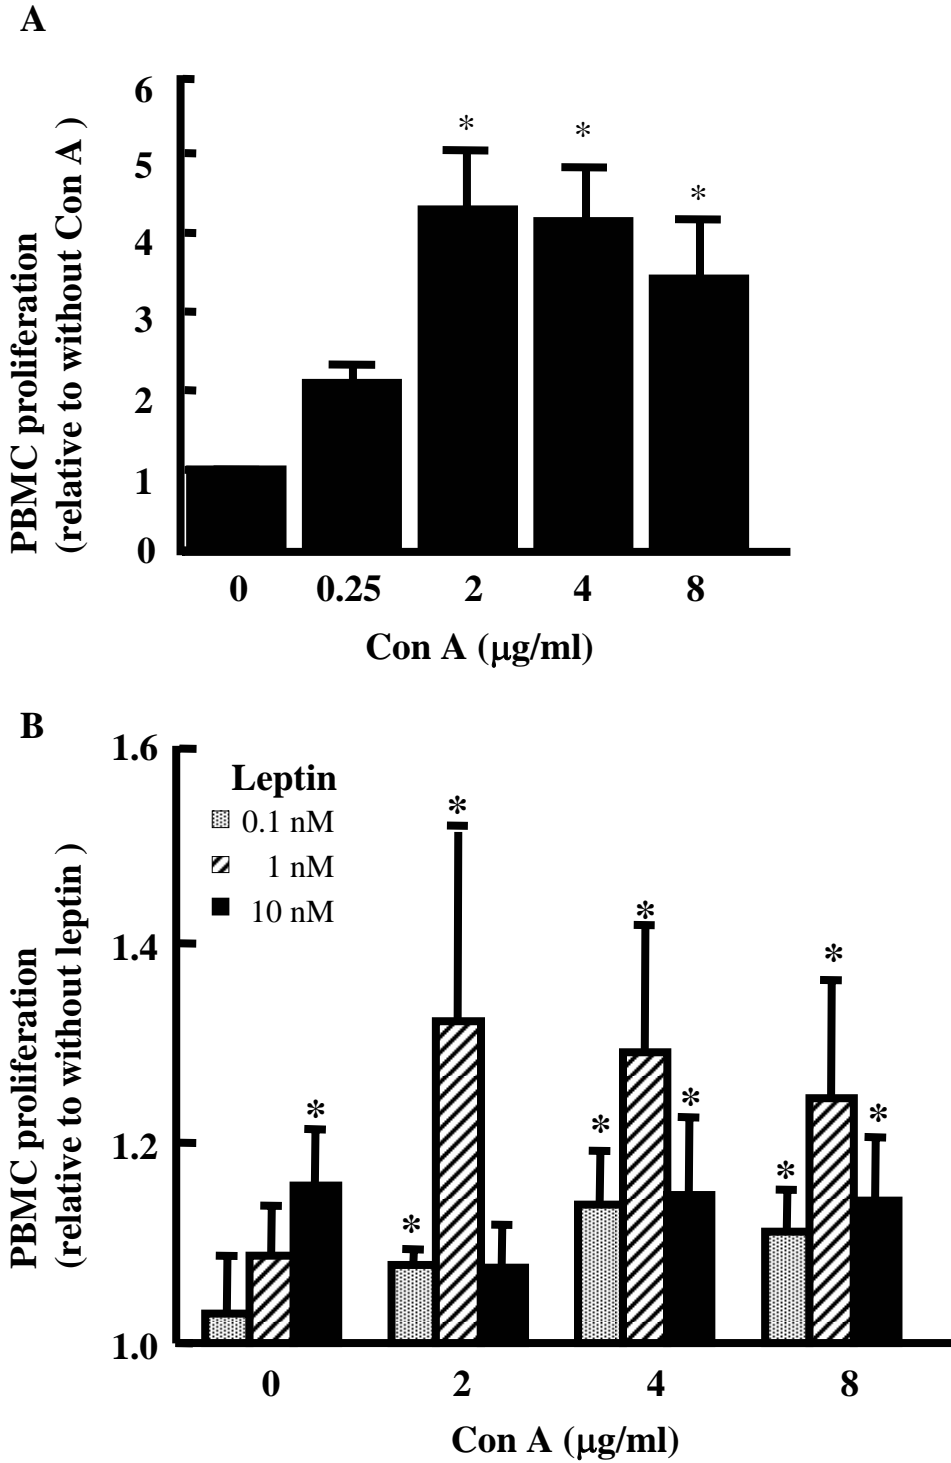 A
PBMC proliferation
(relative to without Con A )
6
5
4
3
2
1
0
*
*
*
0 0.25 2 4 8
Con A (μg/ml)
B
PBMC proliferation
(relative to without leptin )
1.6
1.4
1.2
1.0
Leptin
0.1 nM
1 nM
10 nM
*
*
*
*
*
*
*
*
*
0 2 4 8
Con A (μg/ml)